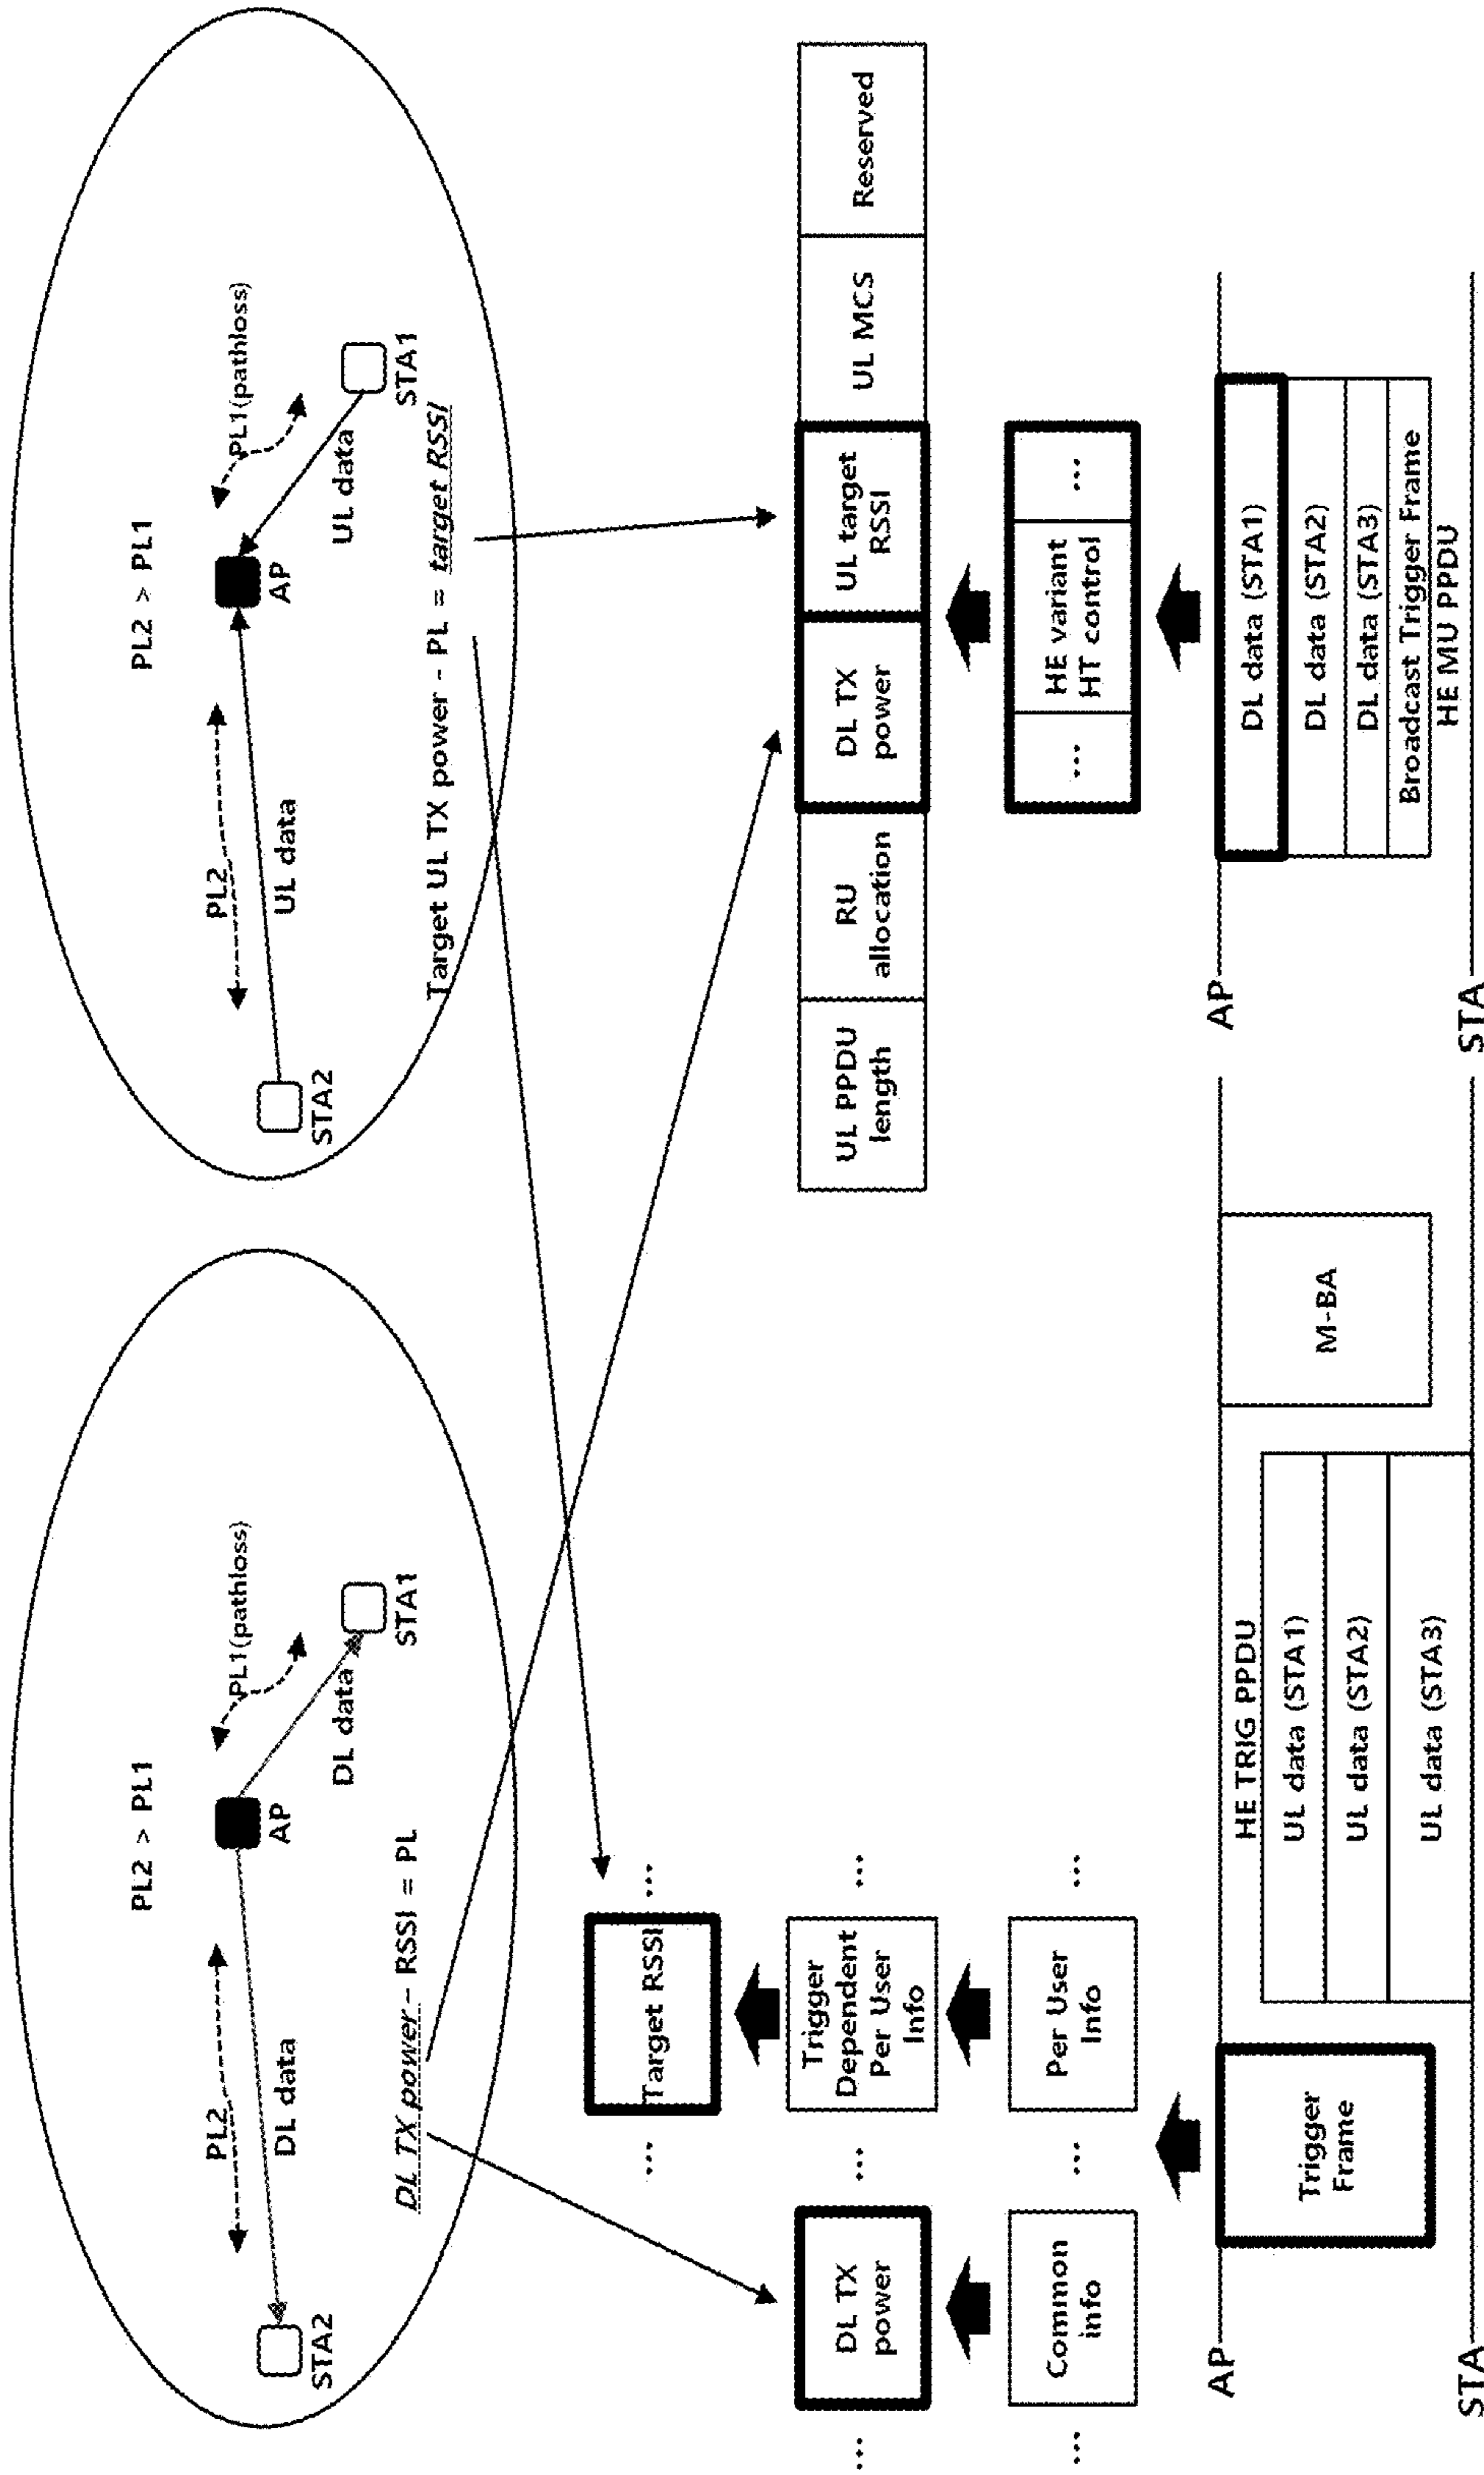 PL2 > PL1
PL2
PL1(pathloss)
AP
DL data
DL data
STA2
STA1
DL TX power - RSSI = PL
PL2 > PL1
PL2
PL1(pathloss)
AP
UL data
UL data
STA2
STA1
Target UL TX power - PL = target RSSI
...
Target RSSI
...
...
DL TX
power
...
Trigger
Dependent
Per User
Info
...
...
Common
info
...
Per User
Info
...
UL PPDU
length
RU
allocation
DL TX
power
UL target
RSSI
UL MCS
Reserved
...
HE variant
HT control
...
AP
Trigger
Frame
HE TRIG PPDU
UL data (STA1)
UL data (STA2)
UL data (STA3)
M-BA
STA
AP
DL data (STA1)
DL data (STA2)
DL data (STA3)
Broadcast Trigger Frame
HE MU PPDU
STA